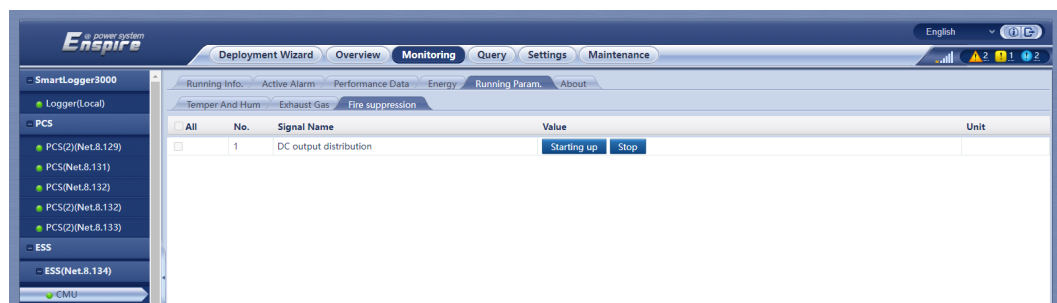 @ power system
Enspire
English
Deployment Wizard Overview Monitoring Query Settings Maintenance
2 1 2
SmartLogger3000
Running Info. Active Alarm Performance Data Energy Running Param. About
Logger(Local)
Temper And Hum Exhaust Gas Fire suppression
PCS
All No. Signal Name Value Unit
PCS(2)(Net.8.129)
1 DC output distribution Starting up Stop
PCS(Net.8.131)
PCS(Net.8.132)
PCS(2)(Net.8.132)
PCS(2)(Net.8.133)
ESS
ESS(Net.8.134)
CMU